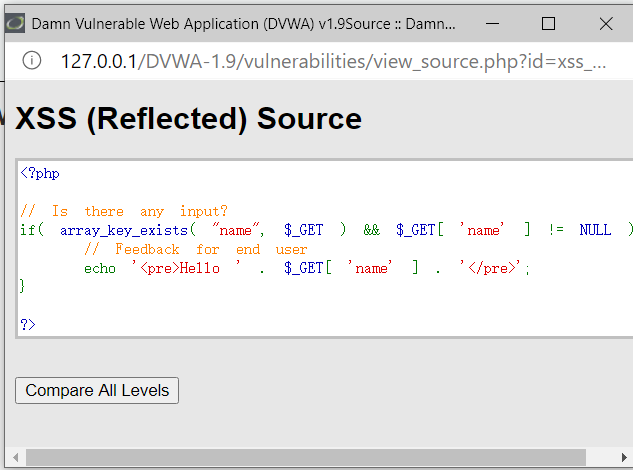 Damn Vulnerable Web Application (DVWA) v1.9Source :: Damn...
127.0.0.1/DVWA-1.9/vulnerabilities/view_source.php?id=xss_...
XSS (Reflected) Source
<?php
// Is there any input?
if( array_key_exists( "name", $_GET ) && $_GET[ 'name' ] != NULL )
// Feedback for end user
echo '<pre>Hello ' . $_GET[ 'name' ] . '</pre>';
}
?>
Compare All Levels